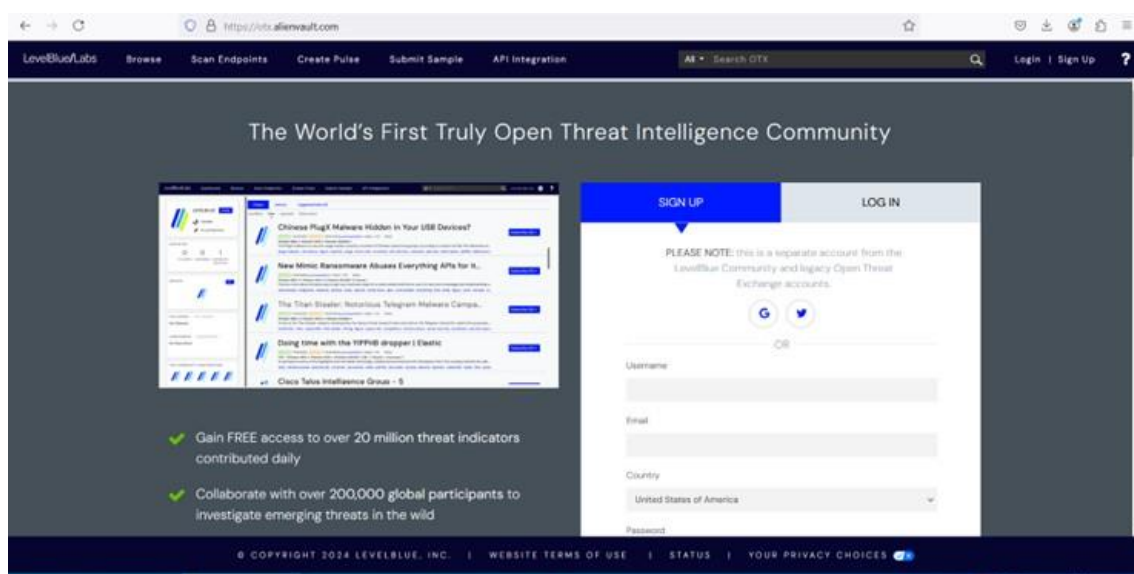 https://otx.alienvault.com
LevelBlue/Labs Browse Scan Endpoints Create Pulse Submit Sample API Integration All Search OTX Login | Sign Up ?
The World's First Truly Open Threat Intelligence Community
Chinese PlugX Malware Hidden in Your USB Devices?
New Mimic Ransomware Abuses Everything APIs for it...
The Titan Stealer: Notorious Telegram Malware Campa...
Doing time with the YIPPHB dropper | Elastic
Cisco Talos Intelligence Group - 5
Gain FREE access to over 20 million threat indicators
contributed daily
Collaborate with over 200,000 global participants to
investigate emerging threats in the wild
SIGN UP LOG IN
PLEASE NOTE: this is a separate account from the
LevelBlue Community and legacy Open Threat
Exchange accounts.
OR
Username
Email
Country
United States of America
Password
© COPYRIGHT 2024 LEVELBLUE, INC. | WEBSITE TERMS OF USE | STATUS | YOUR PRIVACY CHOICES